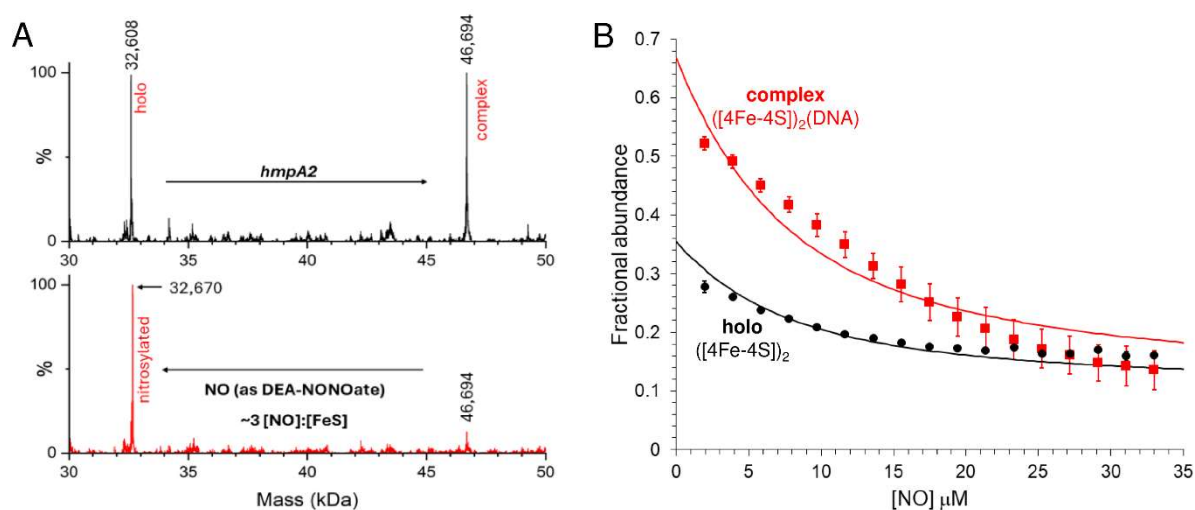 A
32,608
holo
46,694
complex
100
%
0
hmpA2
30 35 40 45 50
32,670
nitrosylated
100
%
0
NO (as DEA-NONOate)
~3 [NO]:[FeS]
46,694
30 35 40 45 50
Mass (kDa)
B
0.7
0.6
0.5
0.4
0.3
0.2
0.1
0
Fractional abundance
complex
([4Fe-4S])₂(DNA)
holo
([4Fe-4S])₂
0 5 10 15 20 25 30 35
[NO] μM